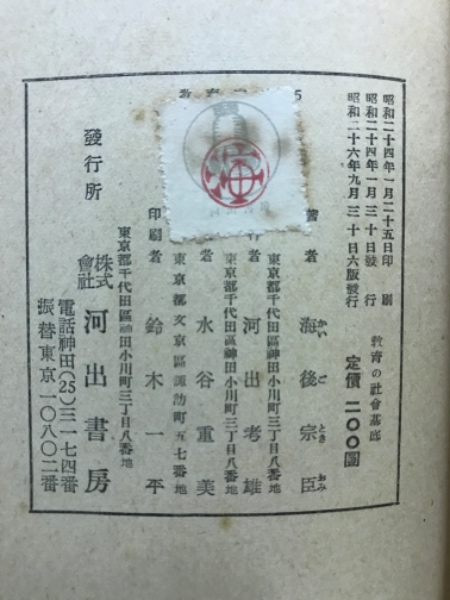 昭和二十四年一月二十五日印刷
昭和二十四年一月三十日發行
昭和二十六年九月三十日六版發行
教育の社會基底
定價 二〇〇圓
著者 海後宗臣
かい ご とき おみ
東京都千代田區神田小川町三丁目八番地
者 河出孝雄
東京都千代田區神田小川町三丁目八番地
者 水谷重美
東京都文京區諏訪町五七番地
印刷者 鈴木一平
東京都千代田區神田小川町三丁目八番地
發行所 株式會社 河出書房
電話神田(25)三一七四番
振替東京一〇八〇二番